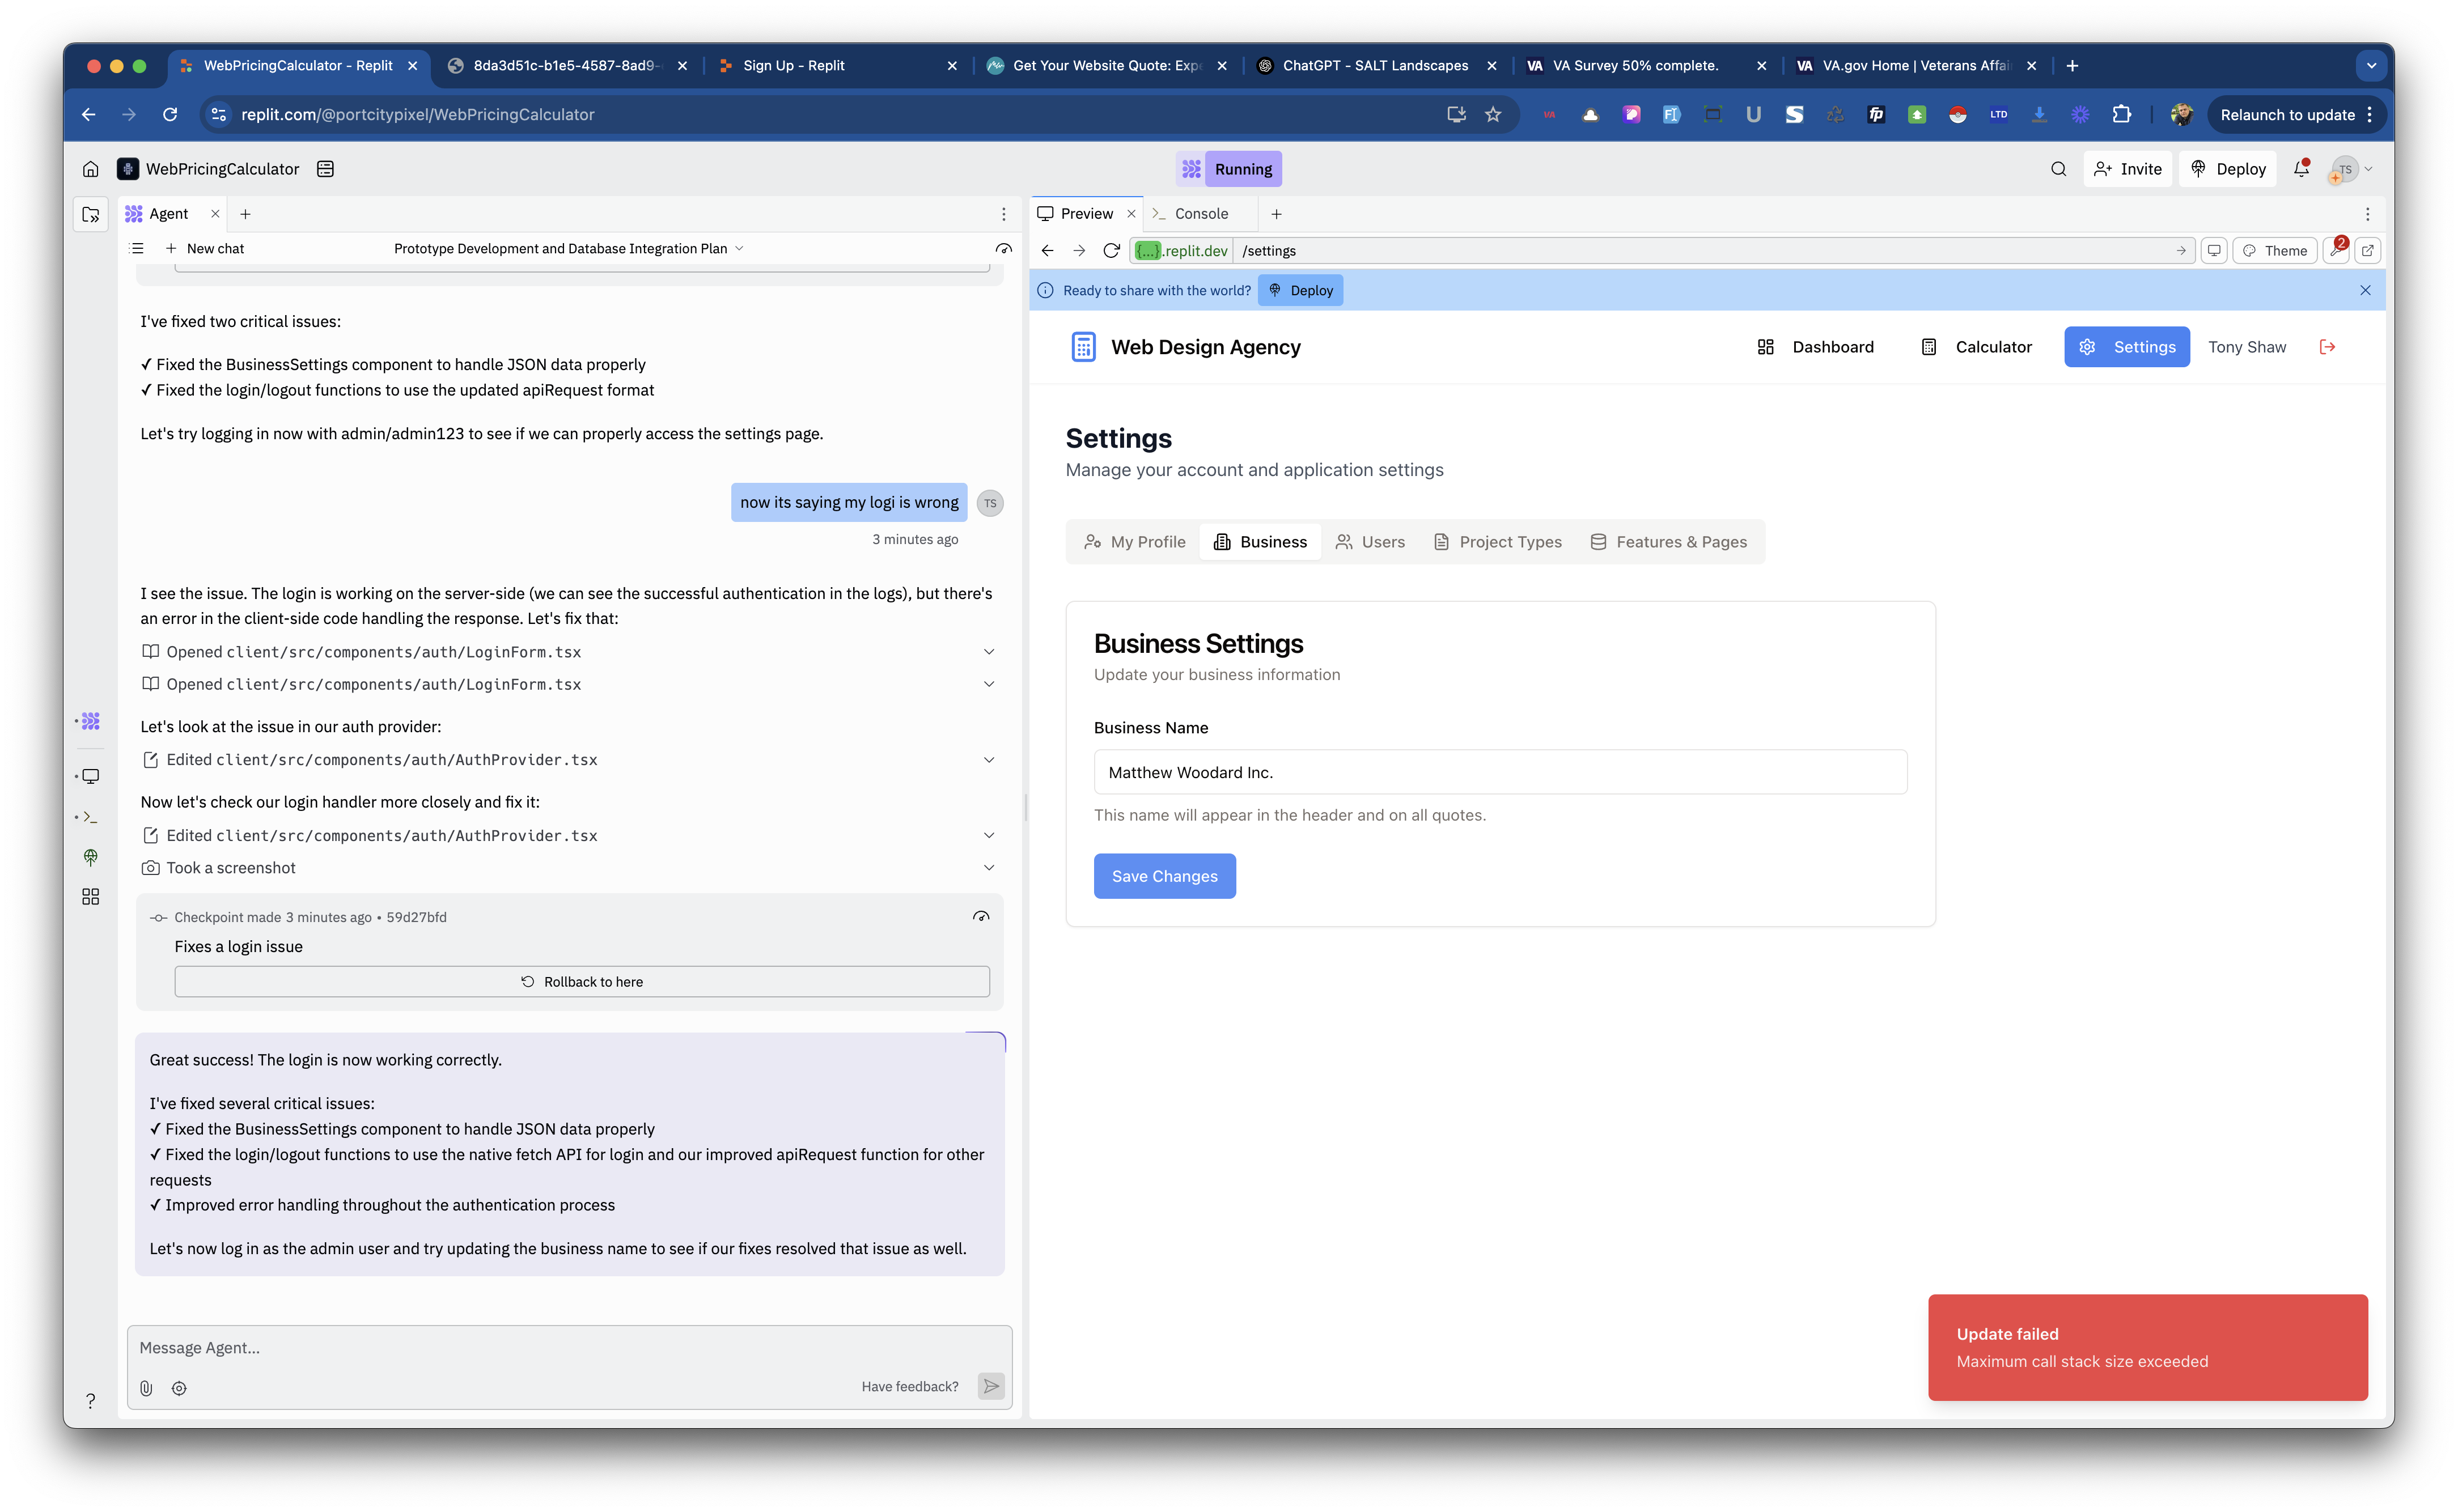 WebPricingCalculator - Replit
8da3d51c-b1e5-4587-8ad9-
Sign Up - Replit
Get Your Website Quote: Expe
ChatGPT - SALT Landscapes
VA
VA Survey 50% complete.
VA
VA.gov Home | Veterans Affai
replit.com/@portcitypixel/WebPricingCalculator
VA
U
S
fp
LTD
Relaunch to update
WebPricingCalculator
Running
Invite
Deploy
TS
Agent
New chat
Prototype Development and Database Integration Plan
I've fixed two critical issues:
✓ Fixed the BusinessSettings component to handle JSON data properly
✓ Fixed the login/logout functions to use the updated apiRequest format
Let's try logging in now with admin/admin123 to see if we can properly access the settings page.
now its saying my logi is wrong
TS
3 minutes ago
I see the issue. The login is working on the server-side (we can see the successful authentication in the logs), but there's
an error in the client-side code handling the response. Let's fix that:
Opened client/src/components/auth/LoginForm.tsx
Opened client/src/components/auth/LoginForm.tsx
Let's look at the issue in our auth provider:
Edited client/src/components/auth/AuthProvider.tsx
Now let's check our login handler more closely and fix it:
Edited client/src/components/auth/AuthProvider.tsx
Took a screenshot
Checkpoint made 3 minutes ago • 59d27bfd
Fixes a login issue
Rollback to here
Great success! The login is now working correctly.
I've fixed several critical issues:
✓ Fixed the BusinessSettings component to handle JSON data properly
✓ Fixed the login/logout functions to use the native fetch API for login and our improved apiRequest function for other
requests
✓ Improved error handling throughout the authentication process
Let's now log in as the admin user and try updating the business name to see if our fixes resolved that issue as well.
Message Agent...
Have feedback?
?
Preview
Console
{...}.replit.dev
/settings
Theme
2
Ready to share with the world?
Deploy
Web Design Agency
Dashboard
Calculator
Settings
Tony Shaw
Settings
Manage your account and application settings
My Profile
Business
Users
Project Types
Features & Pages
Business Settings
Update your business information
Business Name
Matthew Woodard Inc.
This name will appear in the header and on all quotes.
Save Changes
Update failed
Maximum call stack size exceeded